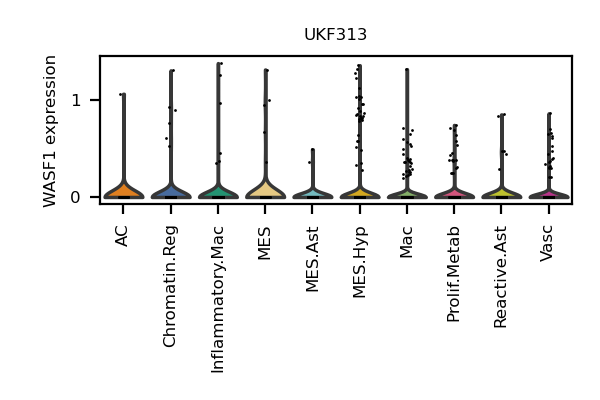 UKF313
WASF1 expression
1
0
AC
Chromatin.Reg
Inflammatory.Mac
MES
MES.Ast
MES.Hyp
Mac
Prolif.Metab
Reactive.Ast
Vasc